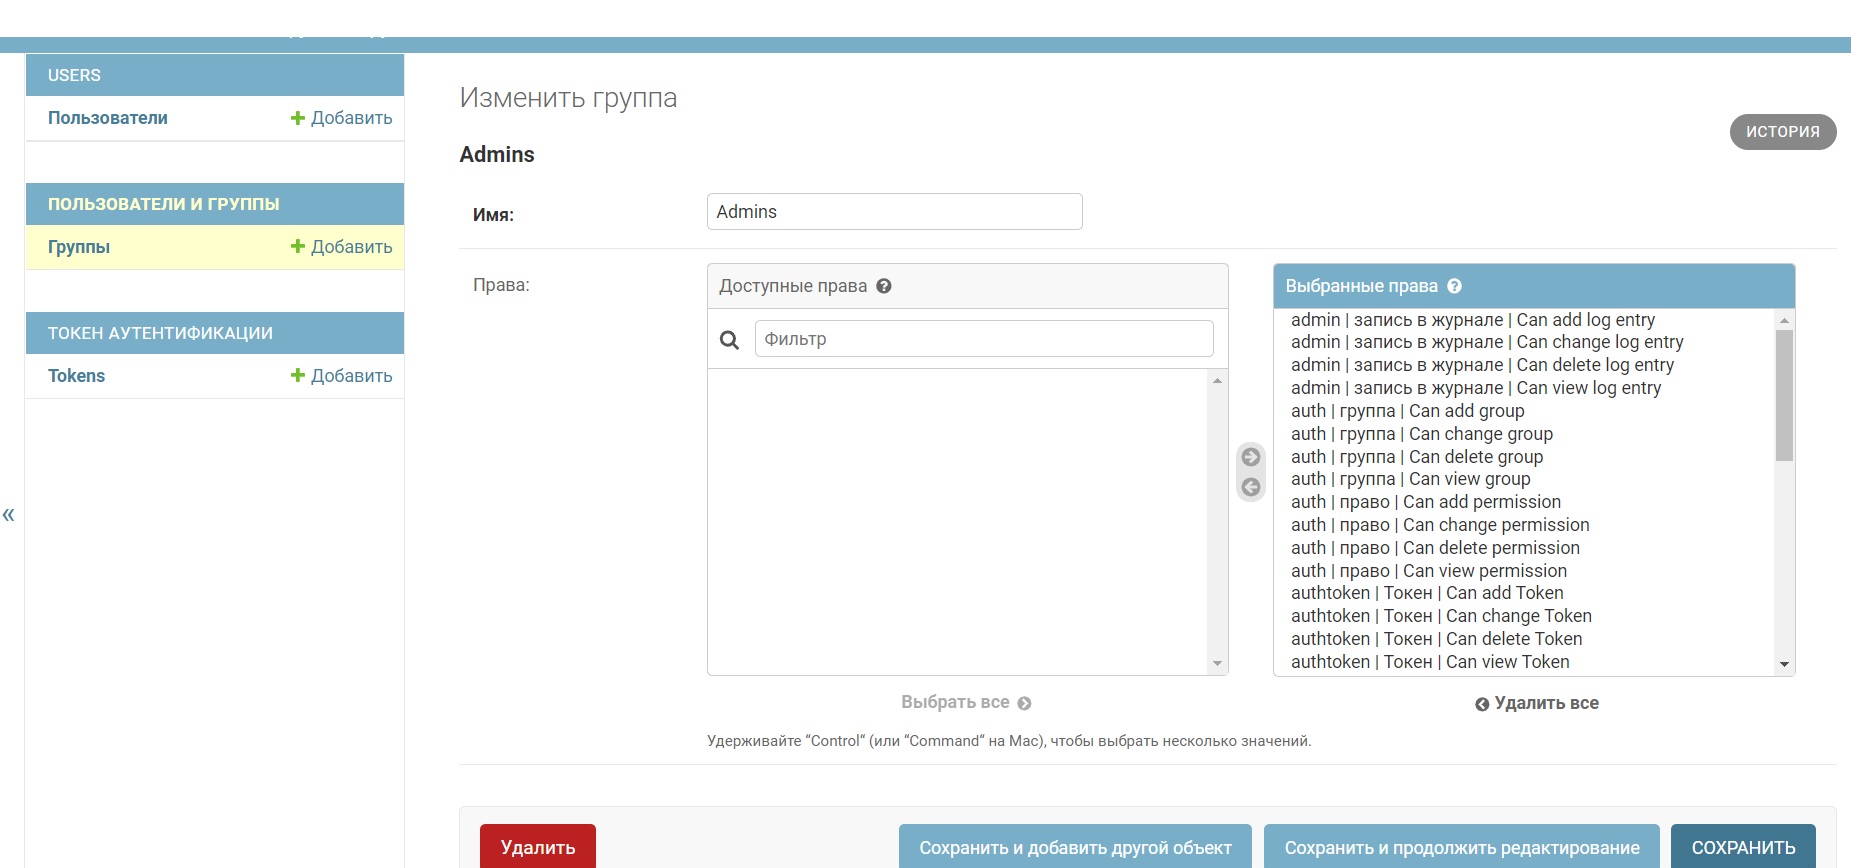 USERS
Пользователи
Добавить
ПОЛЬЗОВАТЕЛИ И ГРУППЫ
Группы
Добавить
ТОКЕН АУТЕНТИФИКАЦИИ
Tokens
Добавить
«
Изменить группа
ИСТОРИЯ
Admins
Имя:
Admins
Права:
Доступные права ?
Фильтр
Выбрать все
Выбранные права ?
admin | запись в журнале | Can add log entry
admin | запись в журнале | Can change log entry
admin | запись в журнале | Can delete log entry
admin | запись в журнале | Can view log entry
auth | группа | Can add group
auth | группа | Can change group
auth | группа | Can delete group
auth | группа | Can view group
auth | право | Can add permission
auth | право | Can change permission
auth | право | Can delete permission
auth | право | Can view permission
authtoken | Токен | Can add Token
authtoken | Токен | Can change Token
authtoken | Токен | Can delete Token
authtoken | Токен | Can view Token
Удалить все
Удерживайте “Control“ (или “Command“ на Mac), чтобы выбрать несколько значений.
Удалить
Сохранить и добавить другой объект
Сохранить и продолжить редактирование
СОХРАНИТЬ